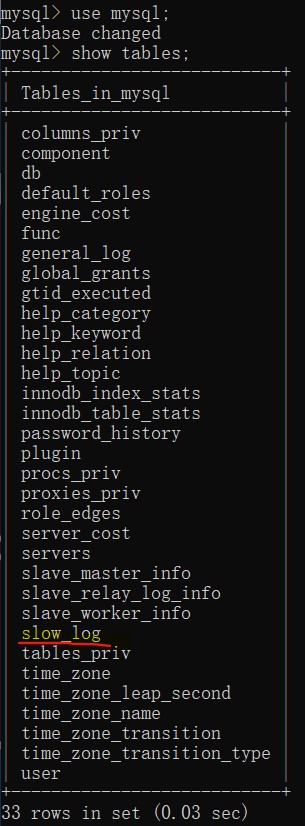 mysql> use mysql;
Database changed
mysql> show tables;
+---------------------------+
| Tables_in_mysql           |
+---------------------------+
| columns_priv              |
| component                 |
| db                        |
| default_roles             |
| engine_cost               |
| func                      |
| general_log               |
| global_grants             |
| gtid_executed             |
| help_category             |
| help_keyword              |
| help_relation             |
| help_topic                |
| innodb_index_stats        |
| innodb_table_stats        |
| password_history          |
| plugin                    |
| procs_priv                |
| proxies_priv              |
| role_edges                |
| server_cost               |
| servers                   |
| slave_master_info         |
| slave_relay_log_info      |
| slave_worker_info         |
| slow_log                  |
| tables_priv               |
| time_zone                 |
| time_zone_leap_second     |
| time_zone_name            |
| time_zone_transition      |
| time_zone_transition_type |
| user                      |
+---------------------------+
33 rows in set (0.03 sec)